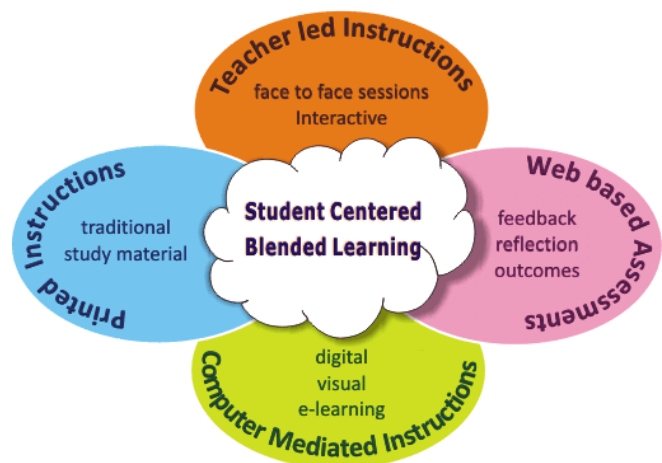 Teacher led Instructions
face to face sessions
Interactive
Printed Instructions
traditional
study material
Student Centered
Blended Learning
Web based Assessments
feedback
reflection
outcomes
digital
visual
e-learning
Computer Mediated Instructions